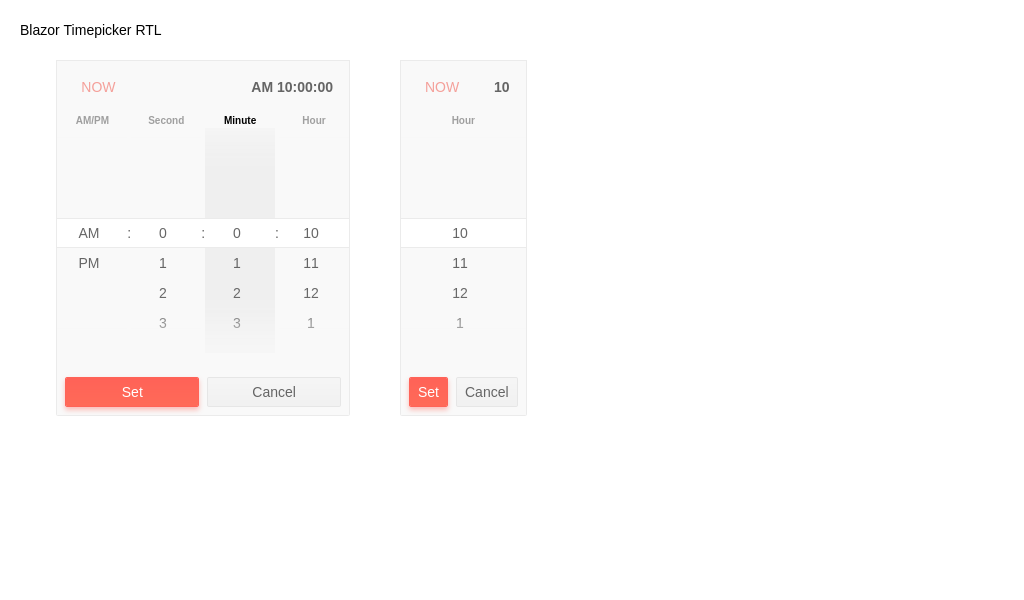 Blazor Timepicker RTL
NOW AM 10:00:00
AM/PM Second Minute Hour
AM : 0 : 0 : 10
PM 1 1 11
2 2 12
3 3 1
Set Cancel
NOW 10
Hour
10
11
12
1
Set Cancel